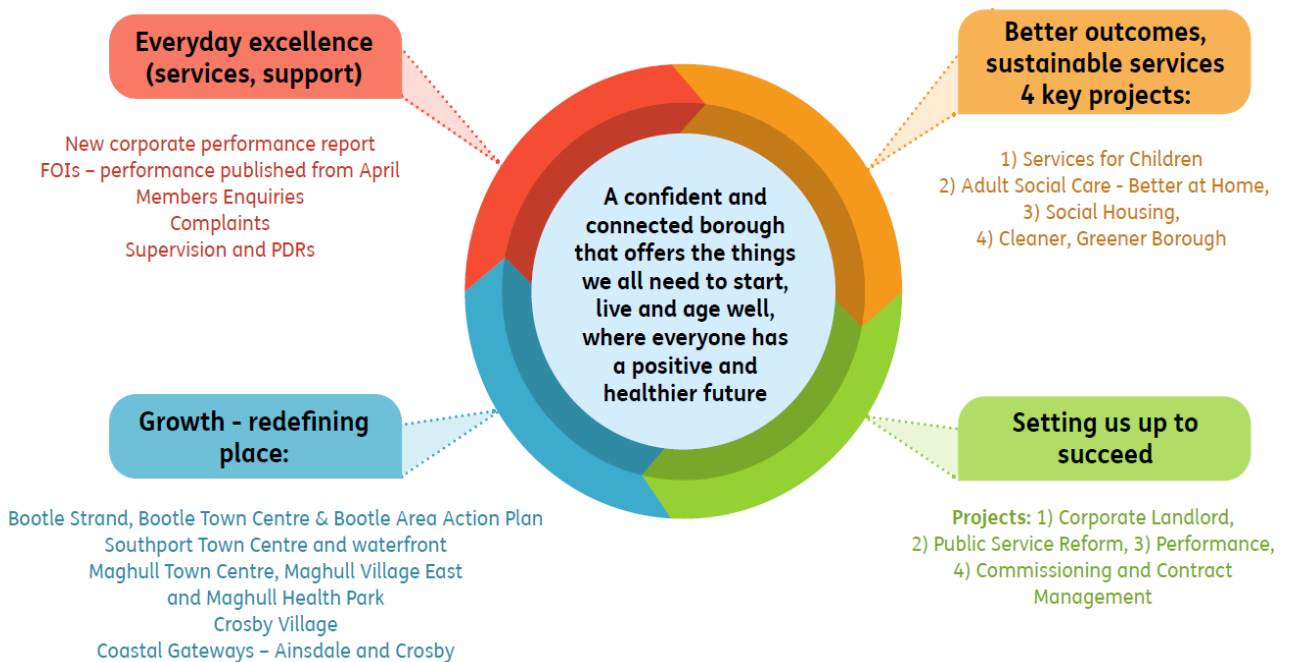 Everyday excellence
(services, support)
New corporate performance report
FOIs – performance published from April
Members Enquiries
Complaints
Supervision and PDRs
Better outcomes,
sustainable services
4 key projects:
1) Services for Children
2) Adult Social Care - Better at Home,
3) Social Housing,
4) Cleaner, Greener Borough
A confident and
connected borough
that offers the things
we all need to start,
live and age well,
where everyone has
a positive and
healthier future
Growth - redefining
place:
Bootle Strand, Bootle Town Centre & Bootle Area Action Plan
Southport Town Centre and waterfront
Maghull Town Centre, Maghull Village East
and Maghull Health Park
Crosby Village
Coastal Gateways – Ainsdale and Crosby
Setting us up to
succeed
Projects: 1) Corporate Landlord,
2) Public Service Reform, 3) Performance,
4) Commissioning and Contract
Management